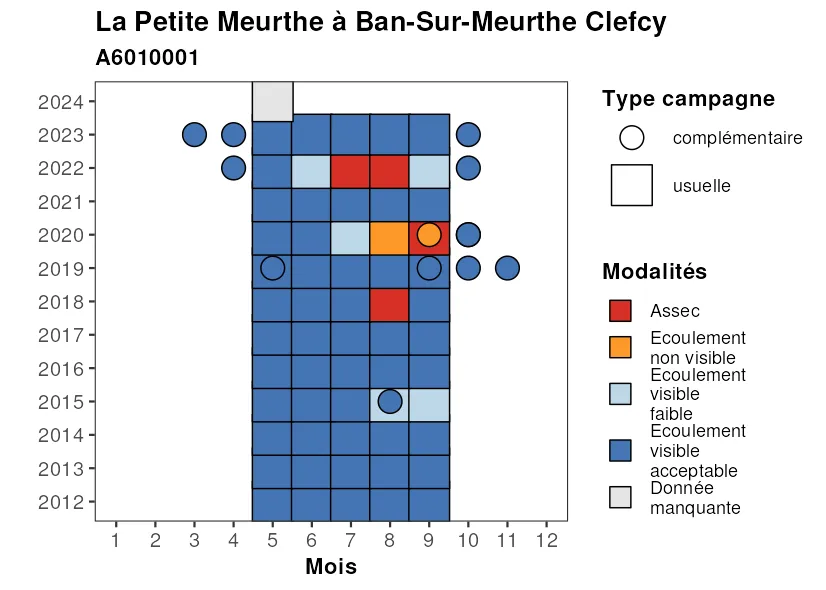 La Petite Meurthe à Ban-Sur-Meurthe Clefcy
A6010001
2024
2023
2022
2021
2020
2019
2018
2017
2016
2015
2014
2013
2012
1 2 3 4 5 6 7 8 9 10 11 12
Mois
Type campagne
complémentaire
usuelle
Modalités
Assec
Ecoulement
non visible
Ecoulement
visible
faible
Ecoulement
visible
acceptable
Donnée
manquante